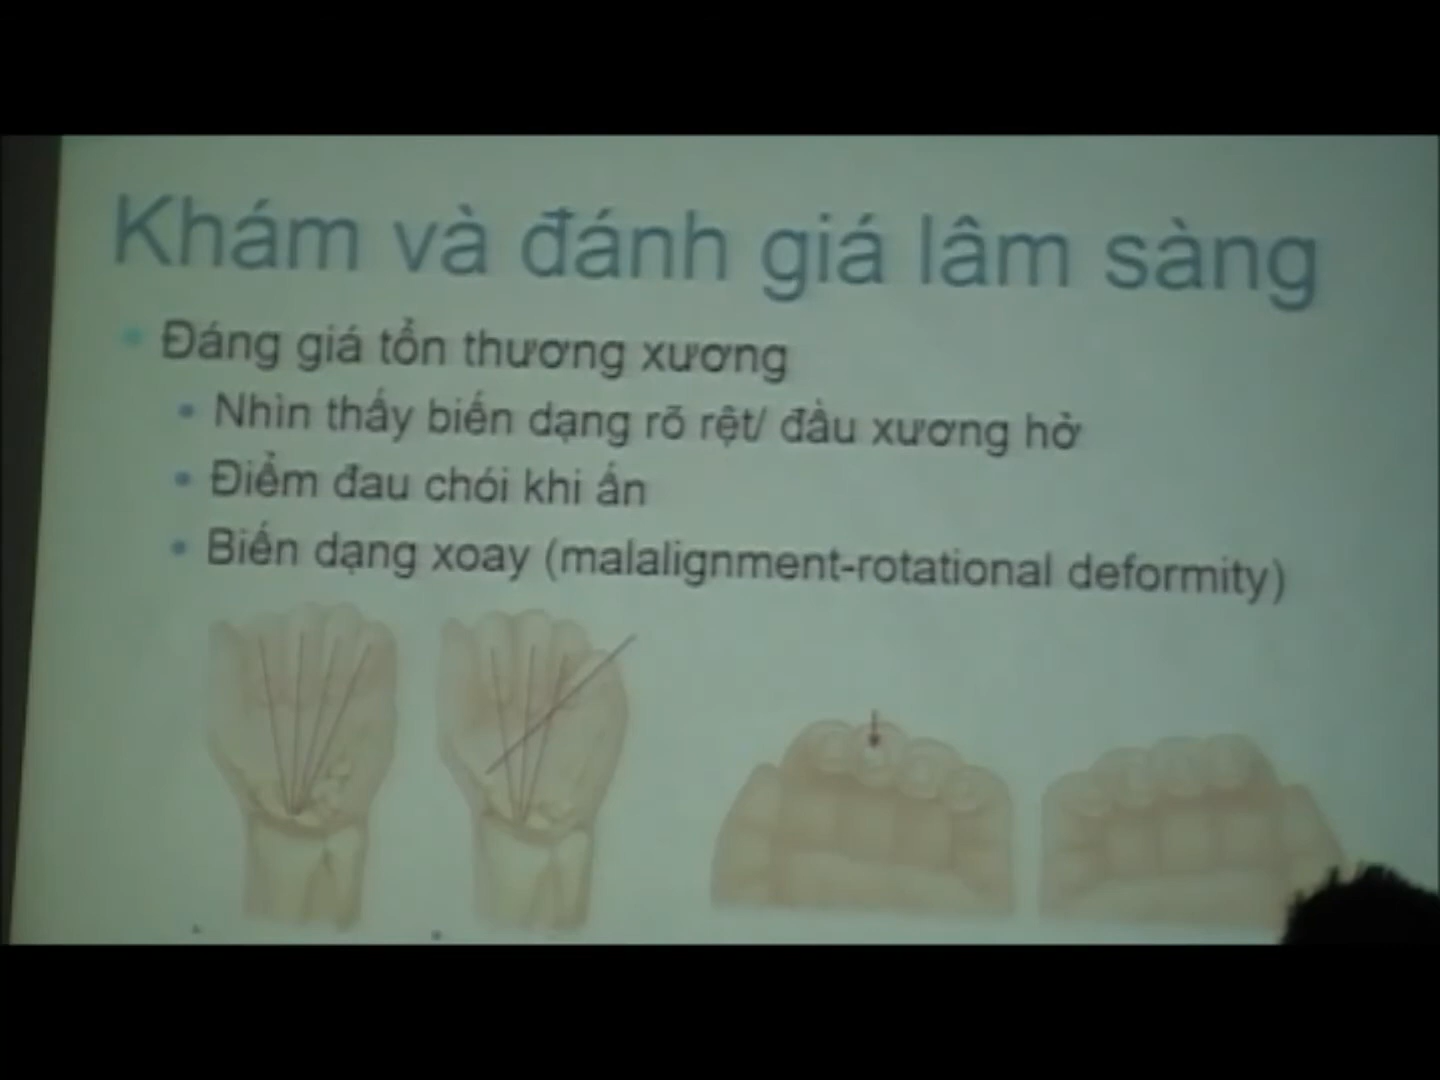 Khám và đánh giá lâm sàng
Đáng giá tổn thương xương
Nhìn thấy biến dạng rõ rệt/ đầu xương hở
Điểm đau chói khi ấn
Biến dạng xoay (malalignment-rotational deformity)